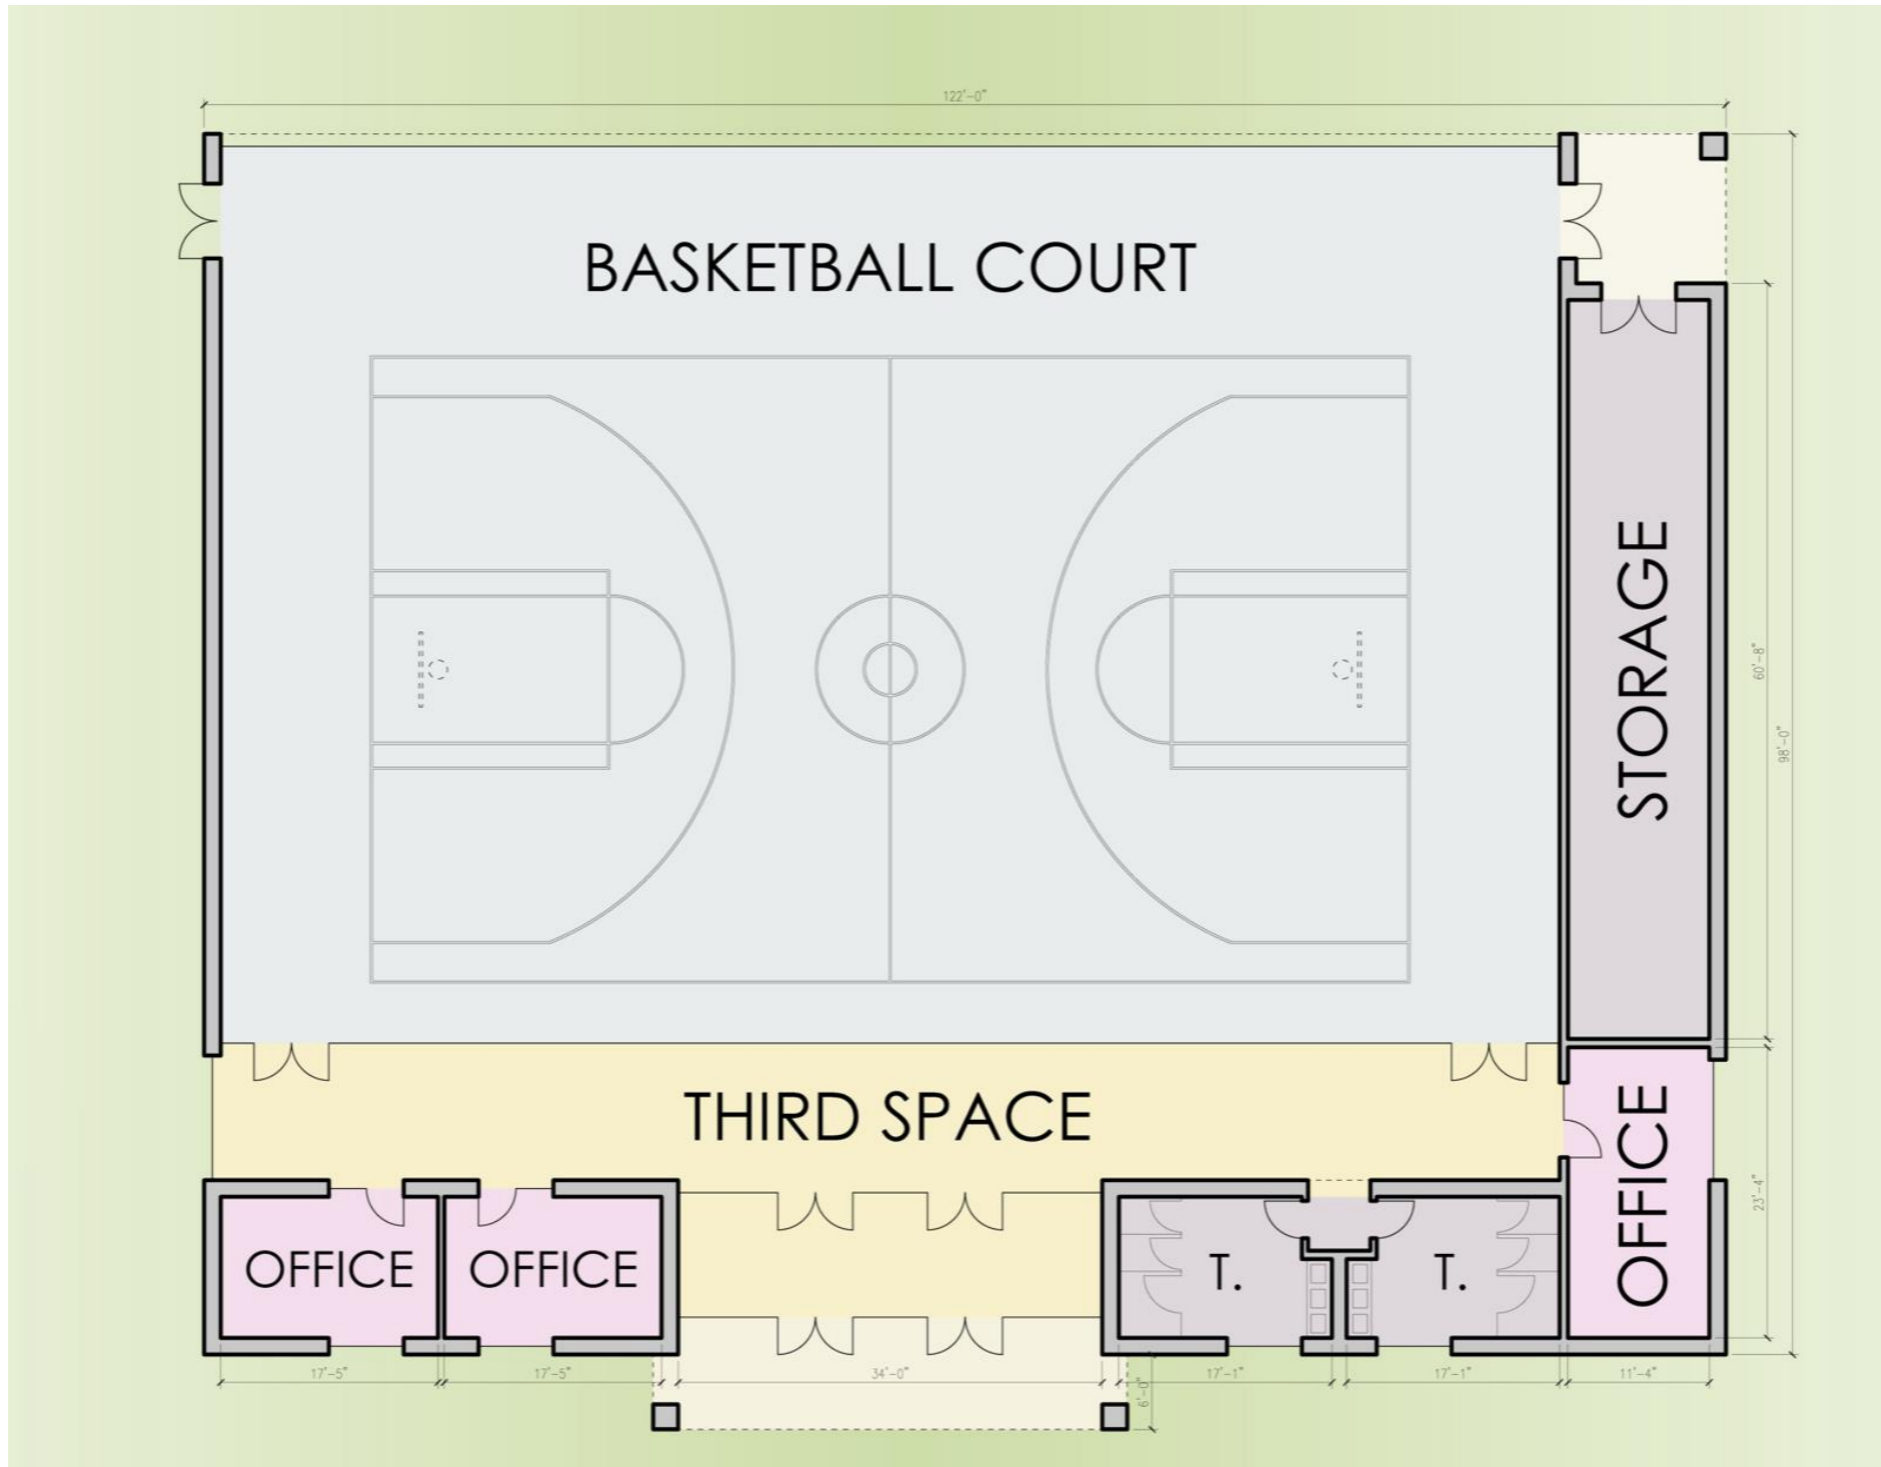 122'-0"
BASKETBALL COURT
STORAGE
60'-8"
98'-0"
THIRD SPACE
OFFICE
23'-4"
OFFICE
OFFICE
T.
T.
17'-5"
17'-5"
34'-0"
17'-1"
17'-1"
11'-4"
6'-0"